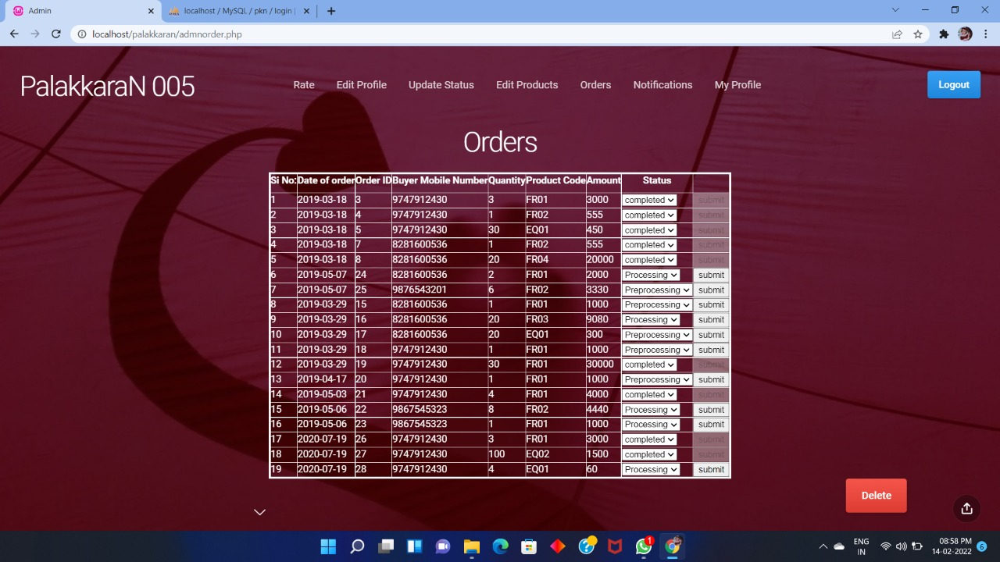 Admin
localhost / MySQL / pkn / login |
localhost/palakkaran/admnorder.php
PalakkaraN 005
Rate Edit Profile Update Status Edit Products Orders Notifications My Profile Logout
Orders
Si No: Date of order Order ID Buyer Mobile Number Quantity Product Code Amount Status
1 2019-03-18 3 9747912430 3 FR01 3000 completed submit
2 2019-03-18 4 9747912430 1 FR02 555 completed submit
3 2019-03-18 5 9747912430 30 EQ01 450 completed submit
4 2019-03-18 7 8281600536 1 FR02 555 completed submit
5 2019-03-18 8 8281600536 20 FR04 20000 completed submit
6 2019-05-07 24 8281600536 2 FR01 2000 Processing submit
7 2019-05-07 25 9876543201 6 FR02 3330 Preprocessing submit
8 2019-03-29 15 8281600536 1 FR01 1000 Preprocessing submit
9 2019-03-29 16 8281600536 20 FR03 9080 Processing submit
10 2019-03-29 17 8281600536 20 EQ01 300 Preprocessing submit
11 2019-03-29 18 9747912430 1 FR01 1000 Preprocessing submit
12 2019-03-29 19 9747912430 30 FR01 30000 completed submit
13 2019-04-17 20 9747912430 1 FR01 1000 Preprocessing submit
14 2019-05-03 21 9747912430 4 FR01 4000 completed submit
15 2019-05-06 22 9867545323 8 FR02 4440 Processing submit
16 2019-05-06 23 9867545323 1 FR01 1000 Processing submit
17 2020-07-19 26 9747912430 3 FR01 3000 completed submit
18 2020-07-19 27 9747912430 100 EQ02 1500 completed submit
19 2020-07-19 28 9747912430 4 EQ01 60 Processing submit
Delete
1
ENG
IN
08:58 PM
14-02-2022
6